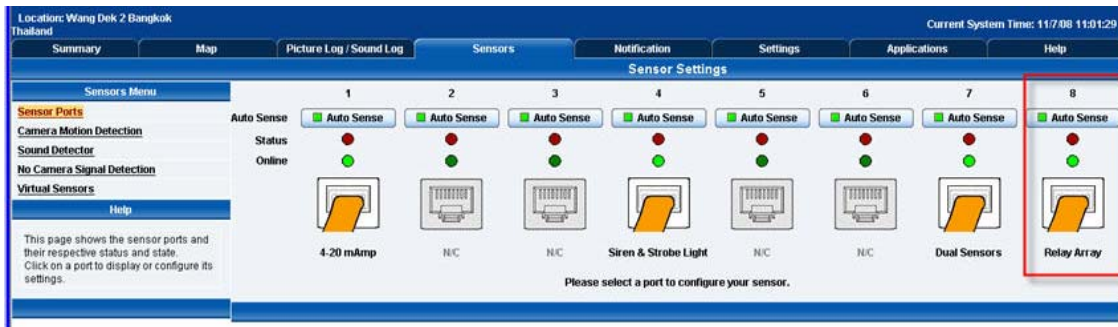 Location: Wang Dek 2 Bangkok
Thailand
Current System Time: 11/7/08 11:01:29
Summary Map Picture Log / Sound Log Sensors Notification Settings Applications Help
Sensor Settings
Sensors Menu
Sensor Ports
Camera Motion Detection
Sound Detector
No Camera Signal Detection
Virtual Sensors
Help
This page shows the sensor ports and
their respective status and state.
Click on a port to display or configure its
settings.
1 2 3 4 5 6 7 8
Auto Sense Auto Sense Auto Sense Auto Sense Auto Sense Auto Sense Auto Sense Auto Sense Auto Sense
Status
Online
4-20 mAmp N/C N/C Siren & Strobe Light N/C N/C Dual Sensors Relay Array
Please select a port to configure your sensor.